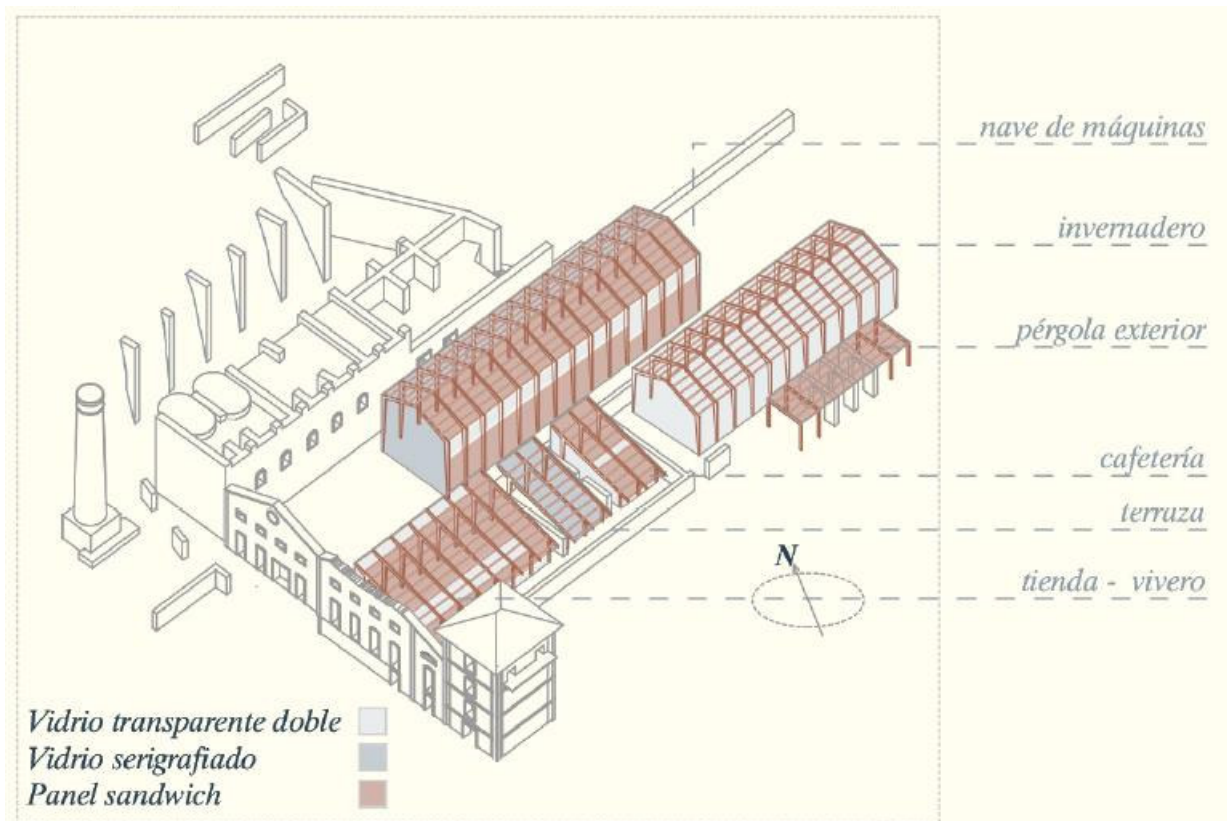 nave de máquinas
invernadero
pérgola exterior
cafetería
terraza
N
tienda - vivero
Vidrio transparente doble
Vidrio serigrafiado
Panel sandwich